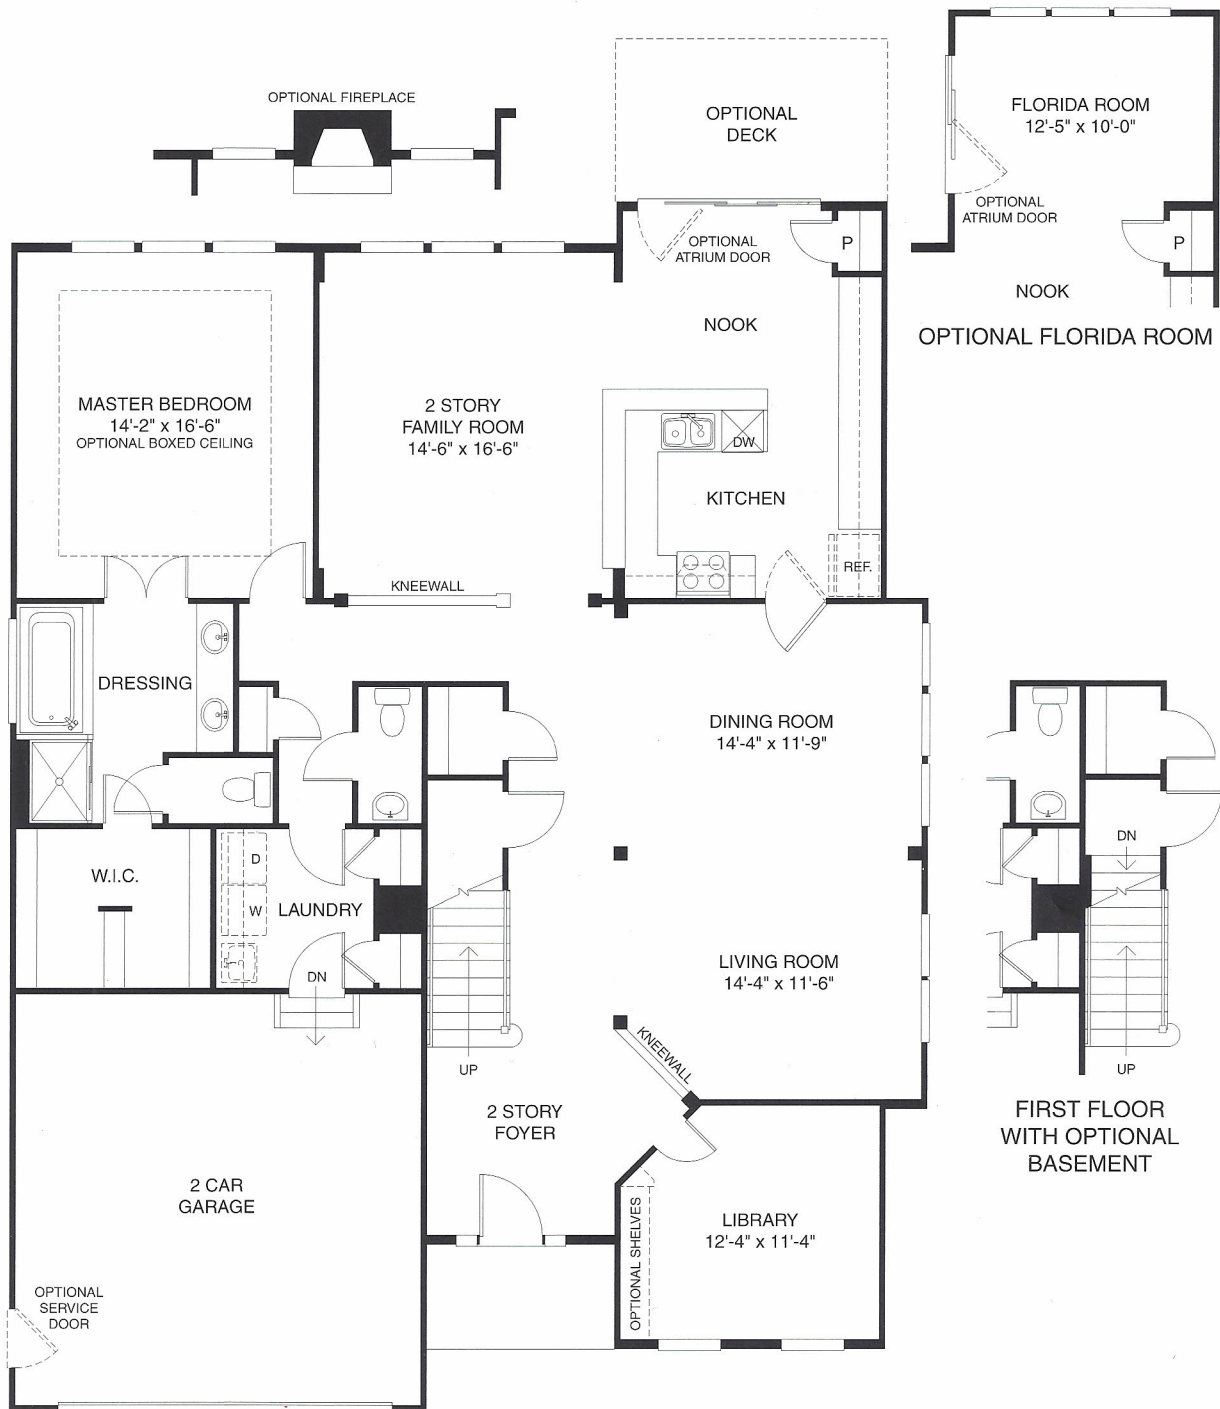 OPTIONAL FIREPLACE
OPTIONAL
DECK
FLORIDA ROOM
12'-5" x 10'-0"
OPTIONAL
ATRIUM DOOR
P
NOOK
OPTIONAL FLORIDA ROOM
OPTIONAL
ATRIUM DOOR
P
NOOK
MASTER BEDROOM
14'-2" x 16'-6"
OPTIONAL BOXED CEILING
2 STORY
FAMILY ROOM
14'-6" x 16'-6"
DW
KITCHEN
REF.
KNEEWALL
DRESSING
DINING ROOM
14'-4" x 11'-9"
W.I.C.
D
W
LAUNDRY
DN
UP
LIVING ROOM
14'-4" x 11'-6"
KNEEWALL
DN
UP
FIRST FLOOR
WITH OPTIONAL
BASEMENT
2 STORY
FOYER
2 CAR
GARAGE
OPTIONAL SHELVES
LIBRARY
12'-4" x 11'-4"
OPTIONAL
SERVICE
DOOR